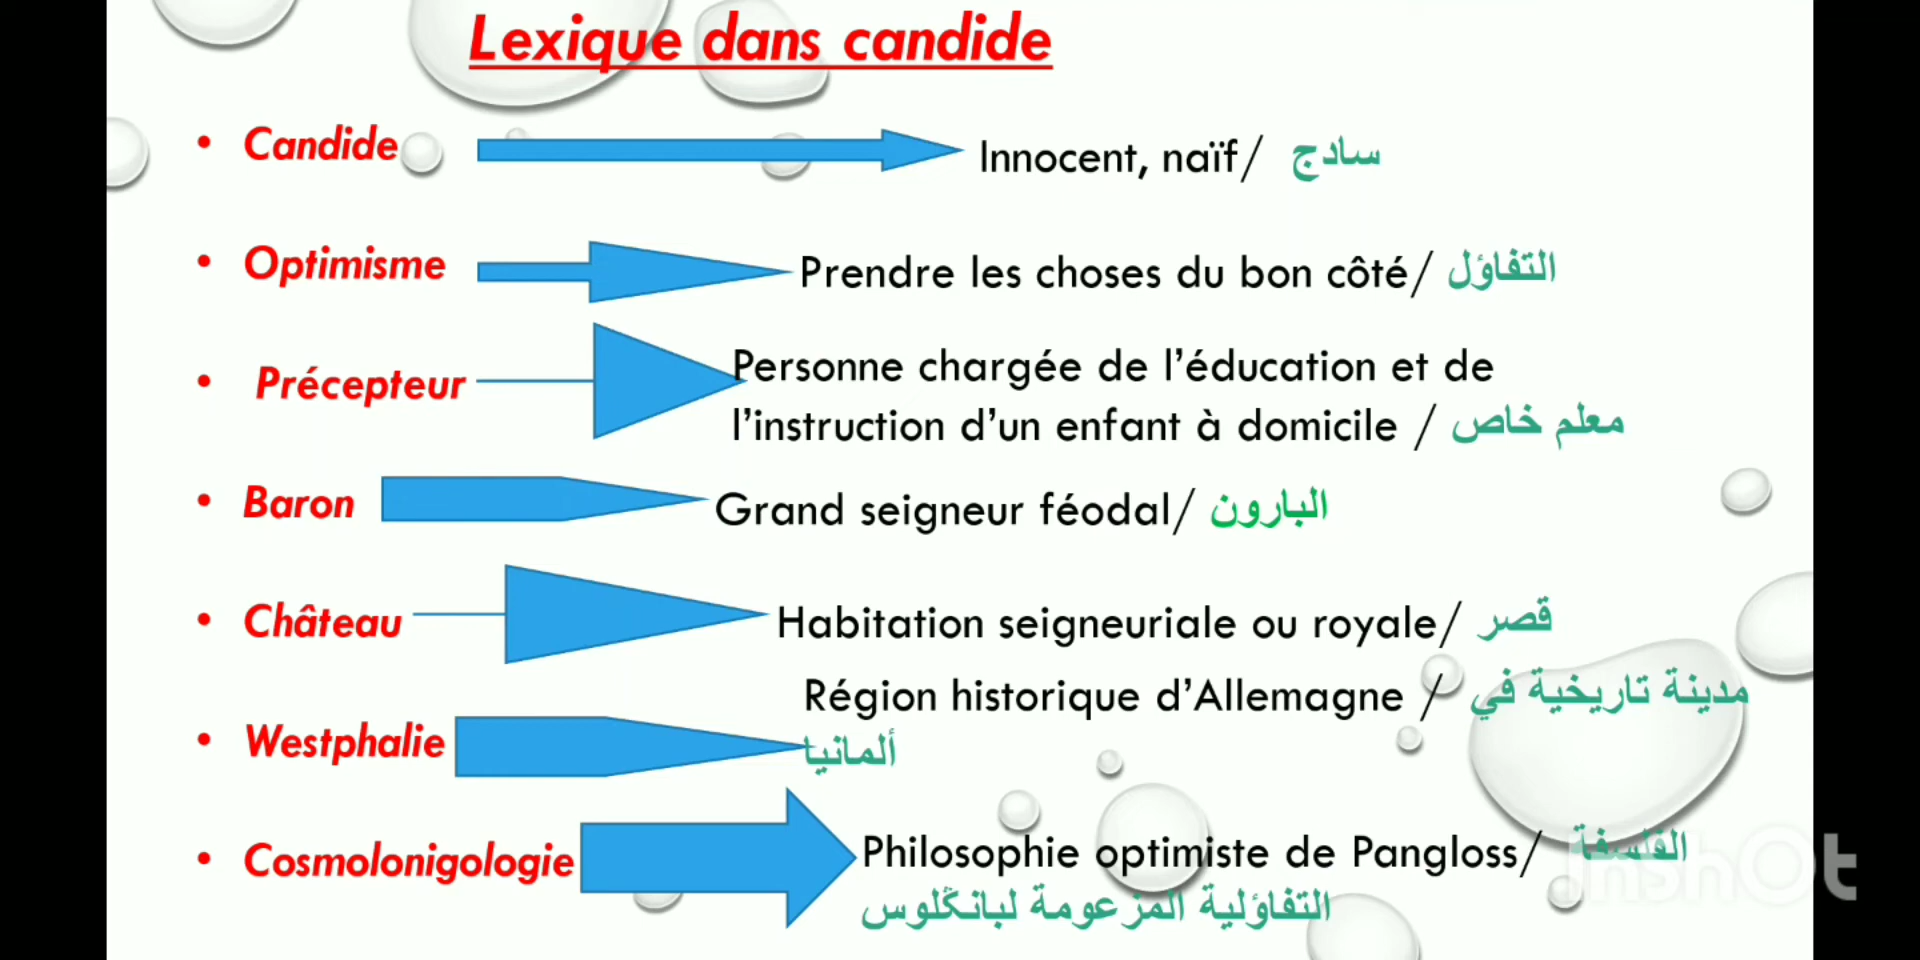 Lexique dans candide
• Candide Innocent, naïf/ سادج
• Optimisme Prendre les choses du bon côté/ التفاؤل
• Précepteur Personne chargée de l’éducation et de
l’instruction d’un enfant à domicile / معلم خاص
• Baron Grand seigneur féodal/ البارون
• Château Habitation seigneuriale ou royale/ قصر
Région historique d’Allemagne / مدينة تاريخية في
• Westphalie ألمانيا
• Cosmolonigologie Philosophie optimiste de Pangloss/ الفلسفة
التفاؤلية المزعومة لبانڭلوس
InShOt